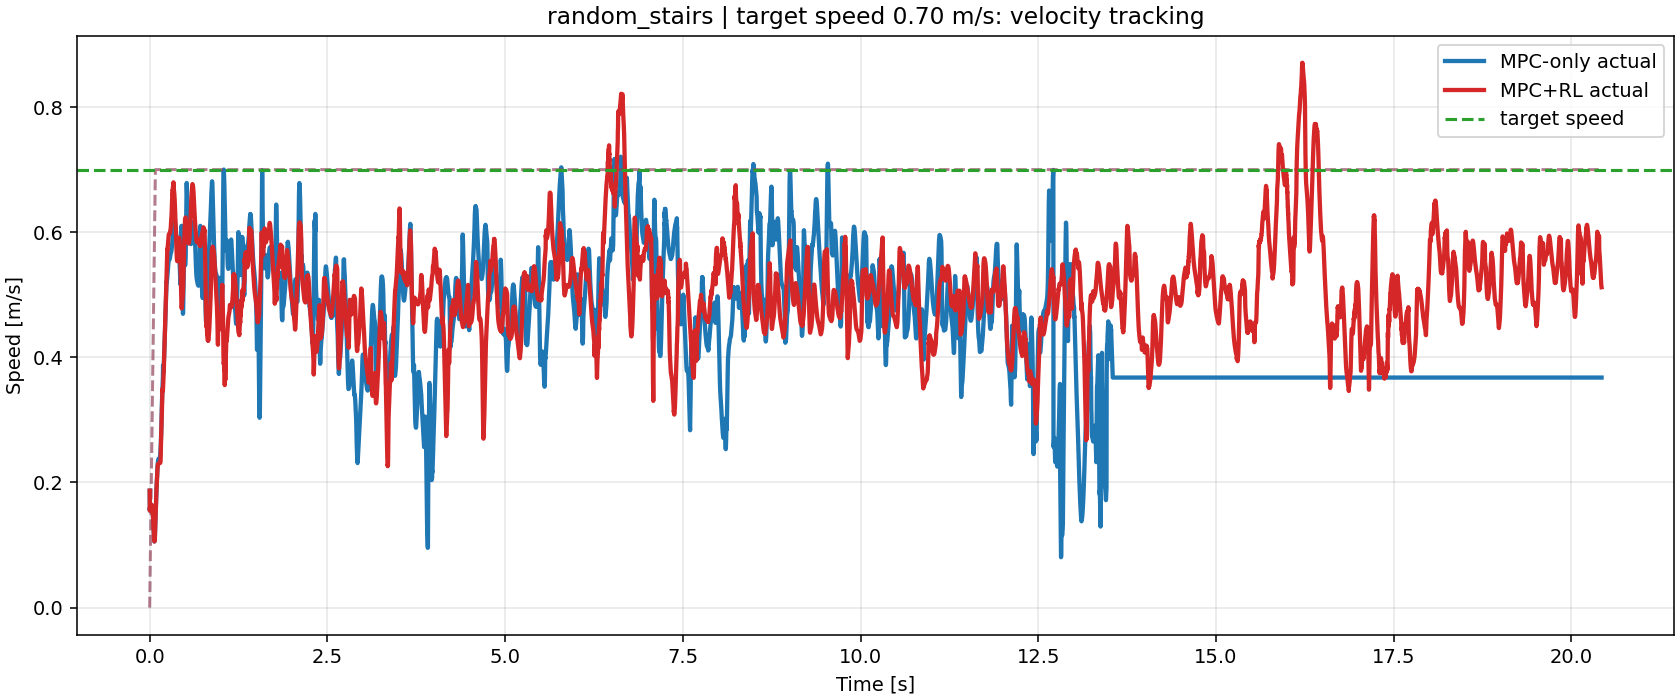 random_stairs | target speed 0.70 m/s: velocity tracking
MPC-only actual
MPC+RL actual
target speed
Speed [m/s]
0.8
0.6
0.4
0.2
0.0
0.0 2.5 5.0 7.5 10.0 12.5 15.0 17.5 20.0
Time [s]